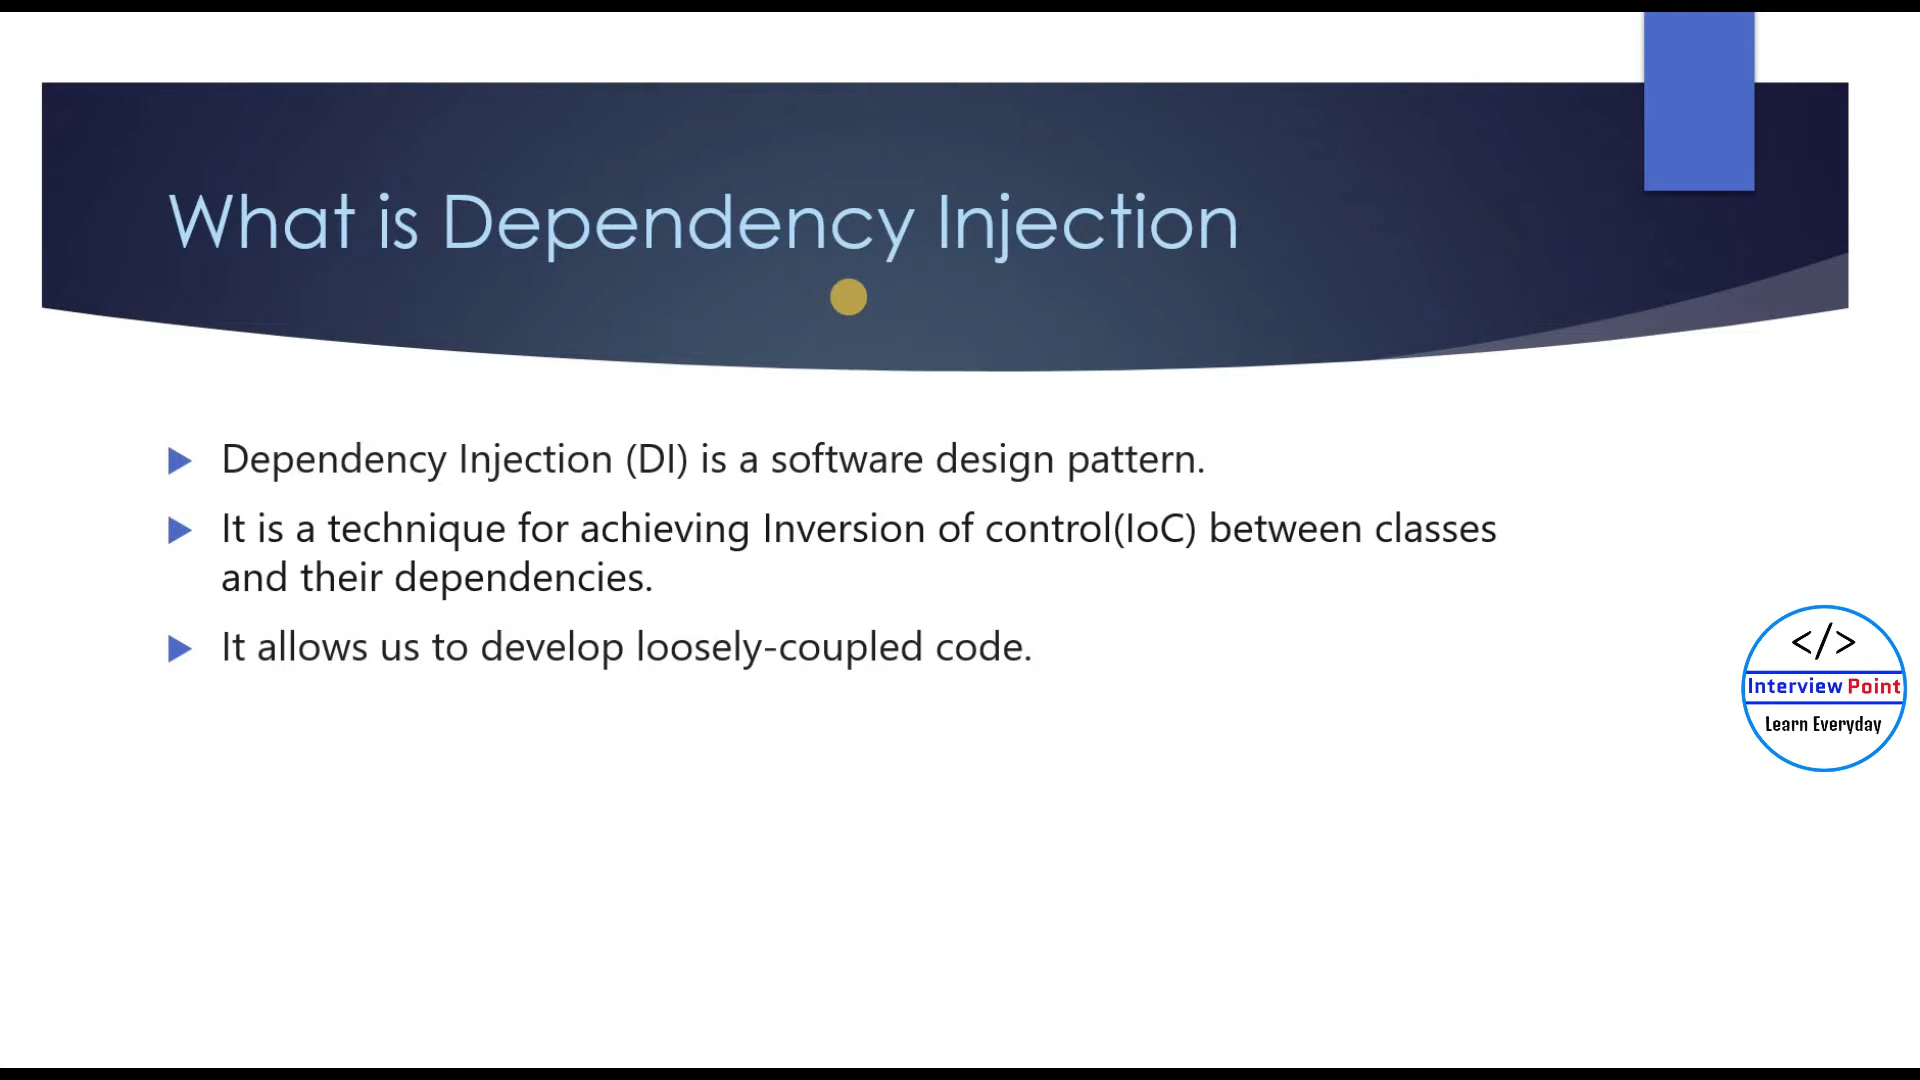 What is Dependency Injection
Dependency Injection (DI) is a software design pattern.
It is a technique for achieving Inversion of control(IoC) between classes
and their dependencies.
It allows us to develop loosely-coupled code.
</>
Interview Point
Learn Everyday